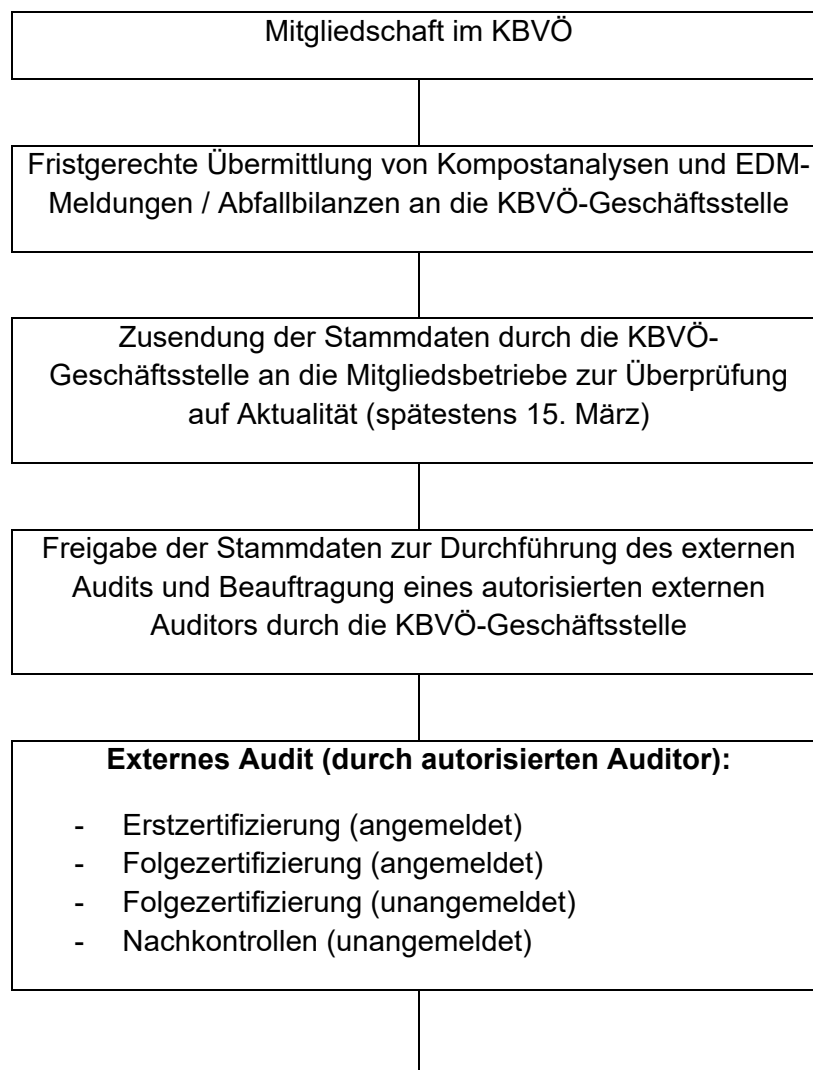 Mitgliedschaft im KBVÖ
Fristgerechte Übermittlung von Kompostanalysen und EDM-
Meldungen / Abfallbilanzen an die KBVÖ-Geschäftsstelle
Zusendung der Stammdaten durch die KBVÖ-
Geschäftsstelle an die Mitgliedsbetriebe zur Überprüfung
auf Aktualität (spätestens 15. März)
Freigabe der Stammdaten zur Durchführung des externen
Audits und Beauftragung eines autorisierten externen
Auditors durch die KBVÖ-Geschäftsstelle
Externes Audit (durch autorisierten Auditor):
- Erstzertifizierung (angemeldet)
- Folgezertifizierung (angemeldet)
- Folgezertifizierung (unangemeldet)
- Nachkontrollen (unangemeldet)